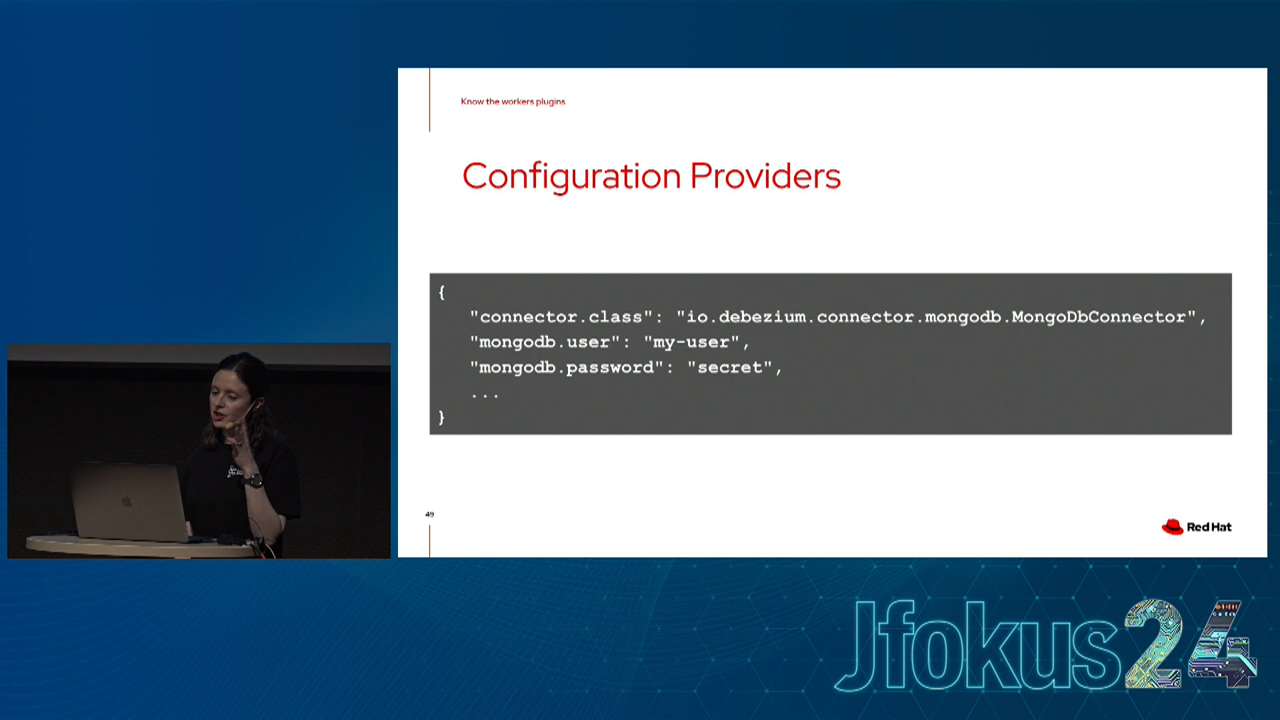 Know the workers plugins
Configuration Providers
{
"connector.class": "io.debezium.connector.mongodb.MongoDbConnector",
"mongodb.user": "my-user",
"mongodb.password": "secret",
...
}
49
Red Hat
Jfokus24